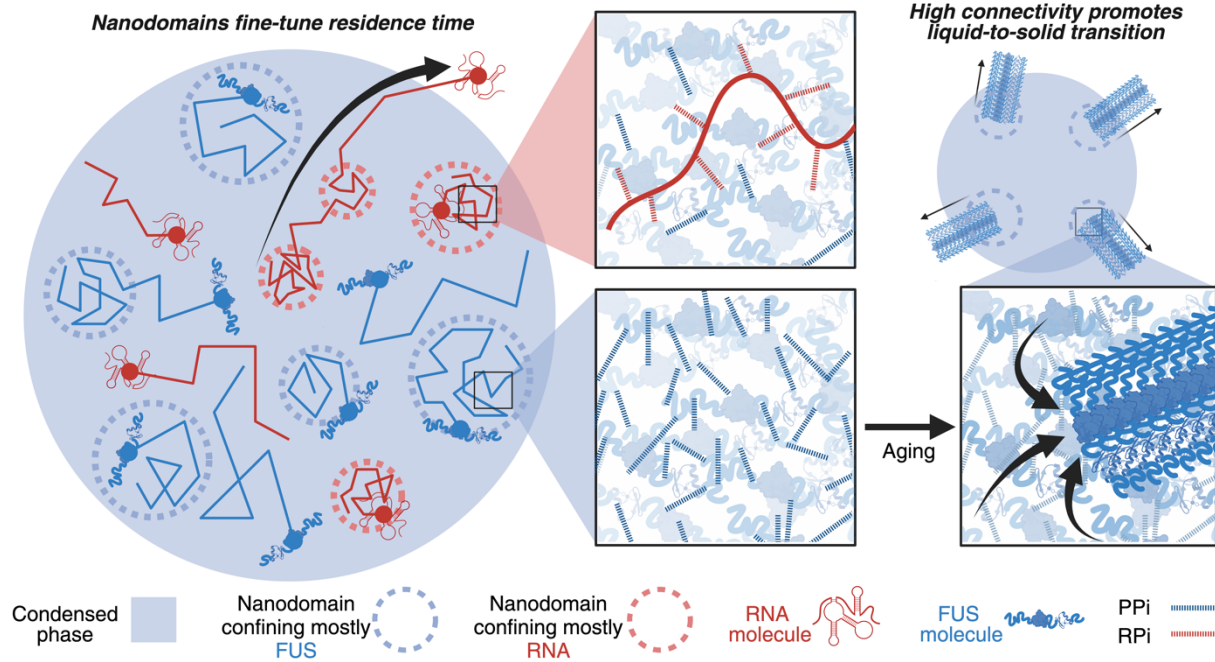 Nanodomains fine-tune residence time
High connectivity promotes
liquid-to-solid transition
Aging
Condensed
phase
Nanodomain
confining mostly
FUS
Nanodomain
confining mostly
RNA
RNA
molecule
FUS
molecule
PPi
RPi